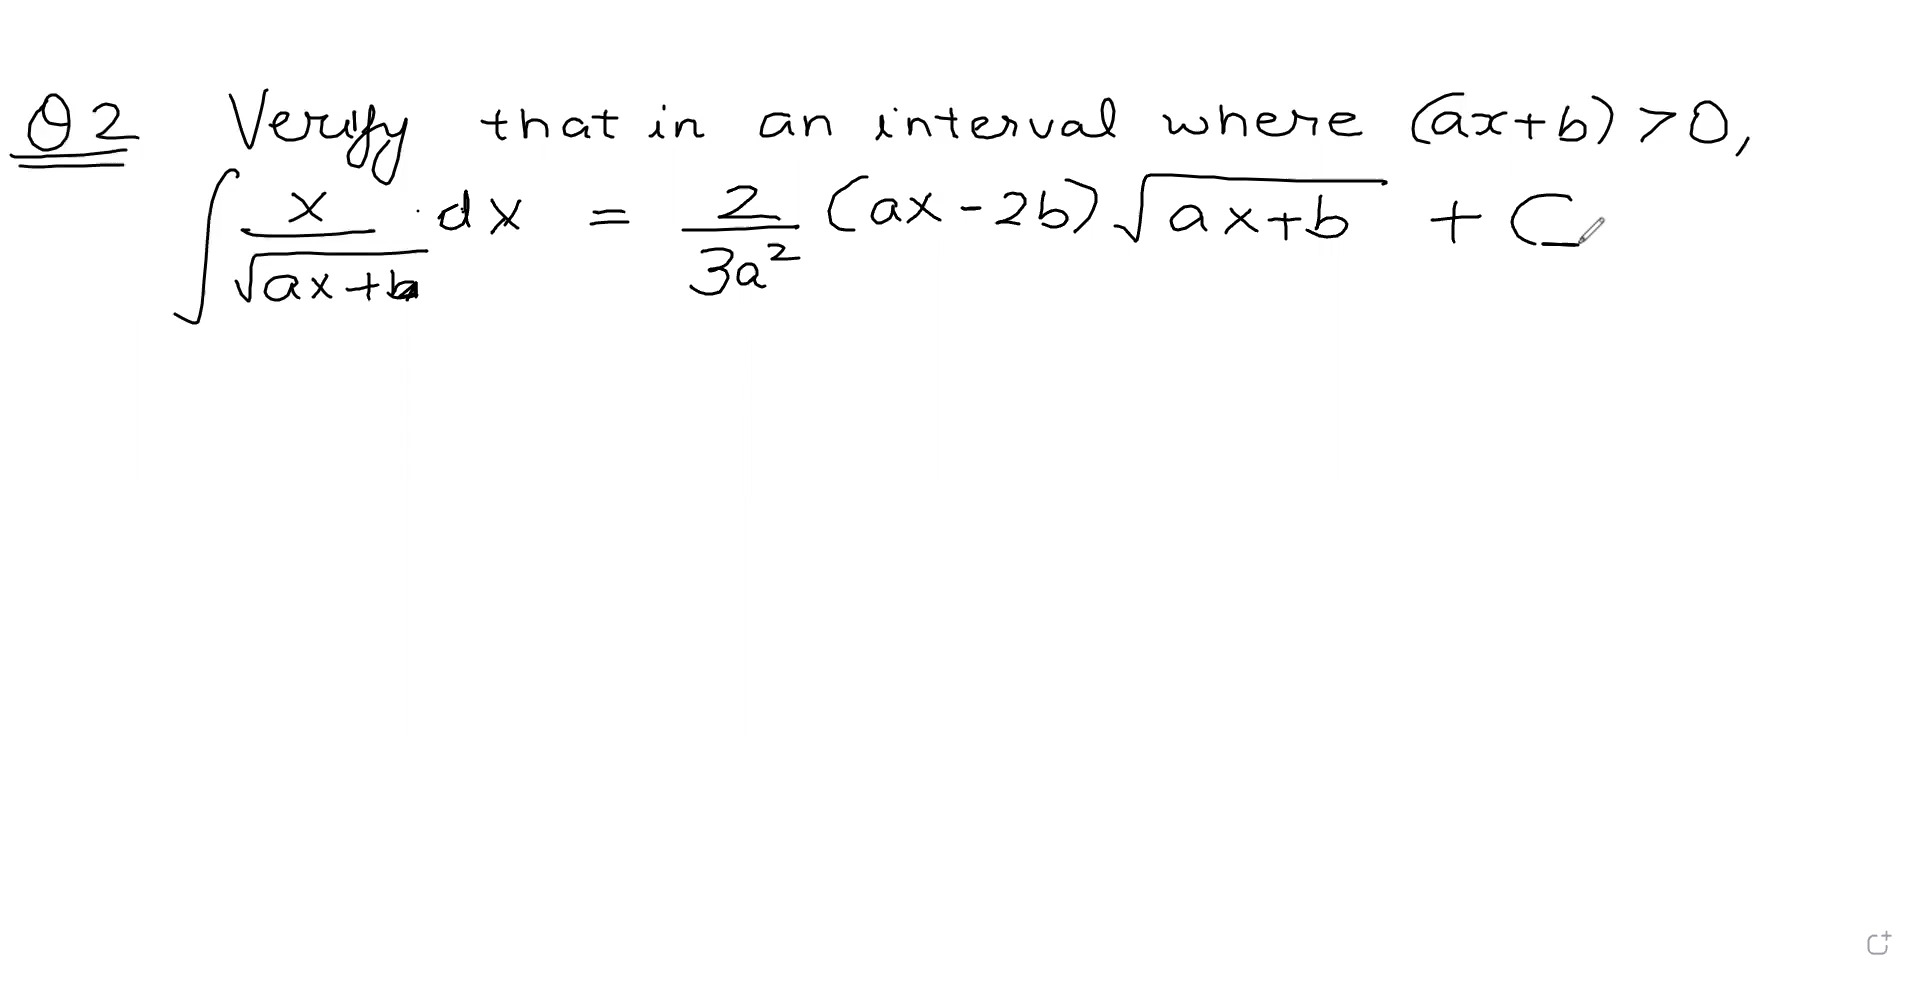 Q2 Verify that in an interval where (ax+b) >0,
∫ x/√(ax+b) · dx = 2/3a² (ax-2b)√(ax+b) + C